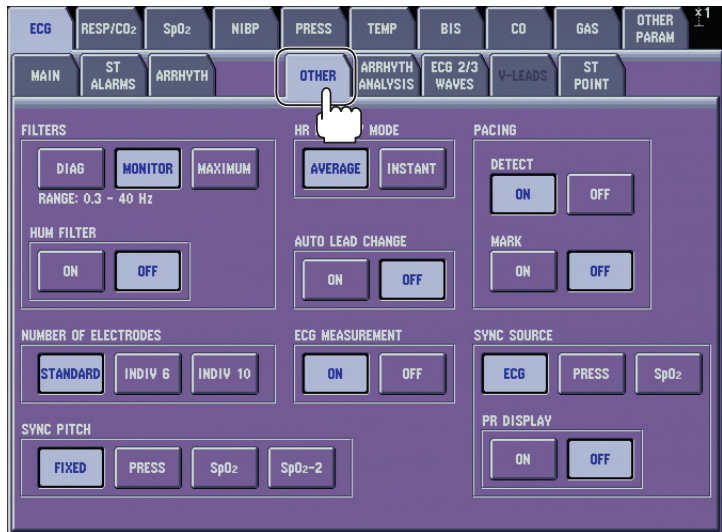 ECG RESP/CO2 SpO2 NIBP PRESS TEMP BIS CO GAS OTHER PARAM
x1
MAIN ST ALARMS ARRHYTH OTHER ARRHYTH ANALYSIS ECG 2/3 WAVES V-LEADS ST POINT
FILTERS
DIAG MONITOR MAXIMUM
RANGE: 0.3 - 40 Hz
HUM FILTER
ON OFF
HR MODE
AVERAGE INSTANT
AUTO LEAD CHANGE
ON OFF
PACING
DETECT
ON OFF
MARK
ON OFF
NUMBER OF ELECTRODES
STANDARD INDIV 6 INDIV 10
ECG MEASUREMENT
ON OFF
SYNC SOURCE
ECG PRESS SpO2
PR DISPLAY
ON OFF
SYNC PITCH
FIXED PRESS SpO2 SpO2-2